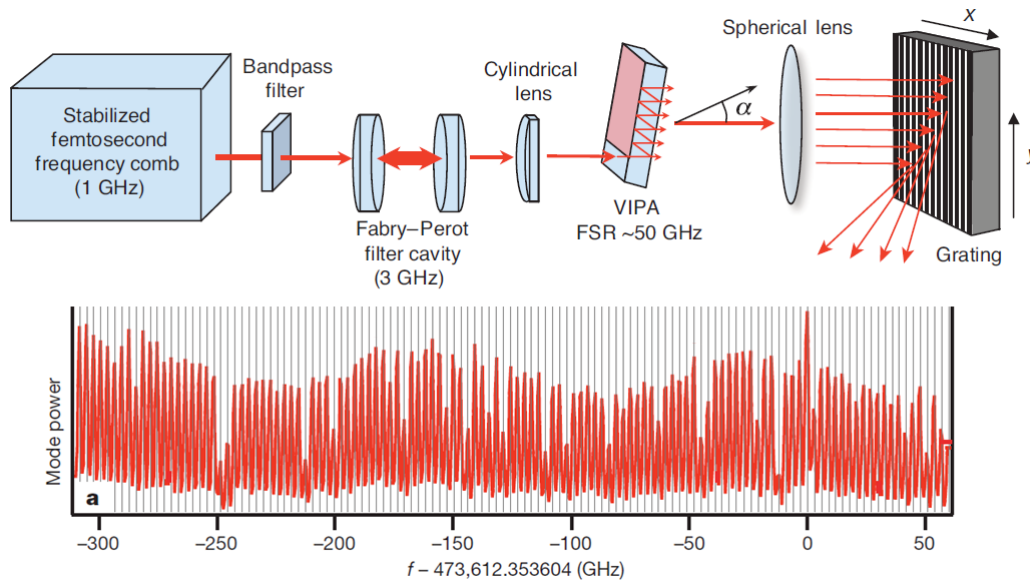 Stabilized
femtosecond
frequency comb
(1 GHz)
Bandpass
filter
Fabry–Perot
filter cavity
(3 GHz)
Cylindrical
lens
VIPA
FSR ~50 GHz
α
Spherical lens
x
y
Grating
Mode power
a
–300
–250
–200
–150
–100
–50
0
50
f – 473,612.353604 (GHz)